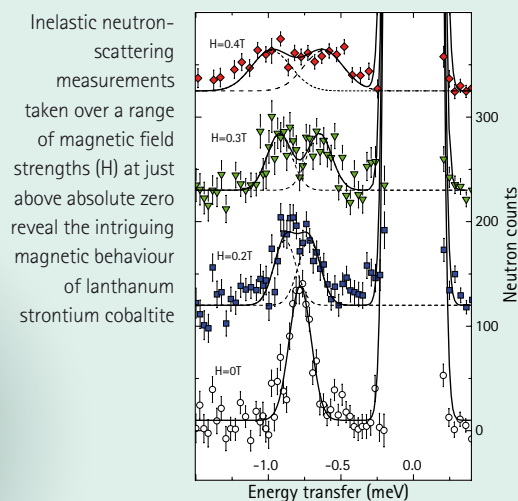 Inelastic neutron-
scattering
measurements
taken over a range
of magnetic field
strengths (H) at just
above absolute zero
reveal the intriguing
magnetic behaviour
of lanthanum
strontium cobaltite
H=0.4T
H=0.3T
H=0.2T
H=0T
300
200
100
0
Neutron counts
-1.0 -0.5 0.0
Energy transfer (meV)